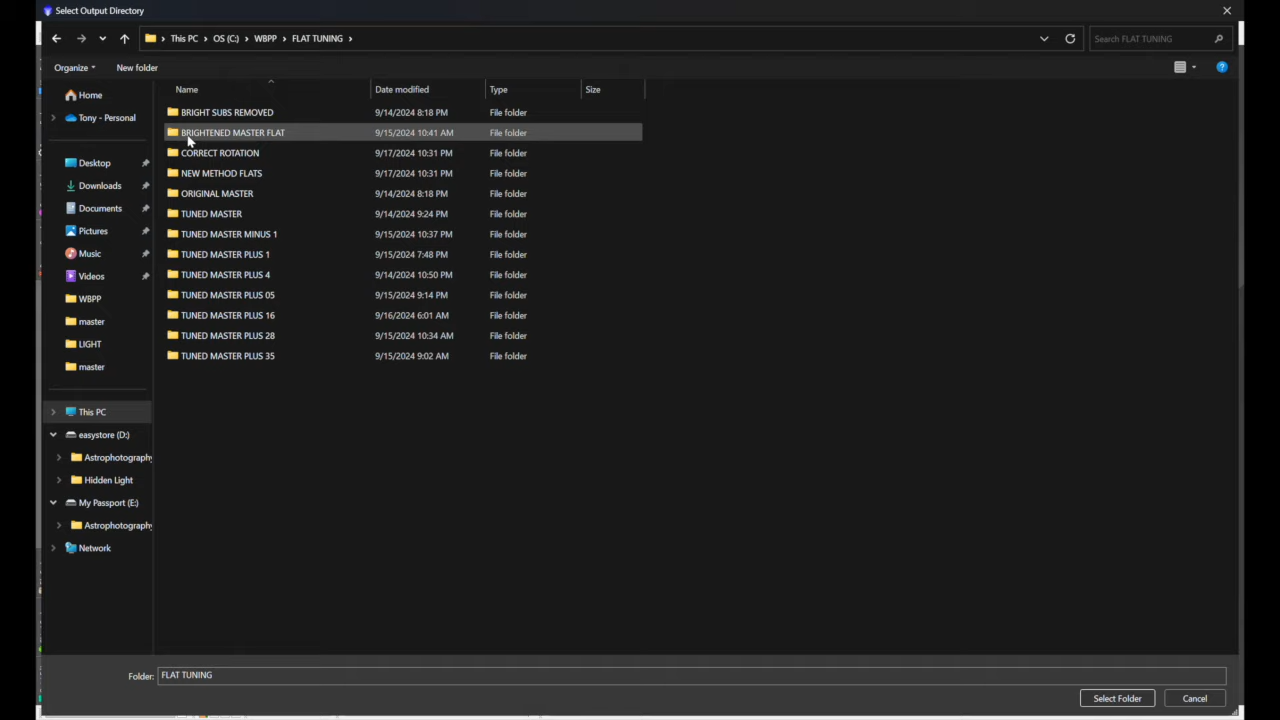 Select Output Directory
This PC > OS (C:) > WBPP > FLAT TUNING >
Search FLAT TUNING
Organize
New folder
Name Date modified Type Size
Home
Tony - Personal
Desktop
Downloads
Documents
Pictures
Music
Videos
WBPP
master
LIGHT
master
This PC
easystore (D:)
Astrophotography
Hidden Light
My Passport (E:)
Astrophotography
Network
BRIGHT SUBS REMOVED 9/14/2024 8:18 PM File folder
BRIGHTENED MASTER FLAT 9/15/2024 10:41 AM File folder
CORRECT ROTATION 9/17/2024 10:31 PM File folder
NEW METHOD FLATS 9/17/2024 10:31 PM File folder
ORIGINAL MASTER 9/14/2024 8:18 PM File folder
TUNED MASTER 9/14/2024 9:24 PM File folder
TUNED MASTER MINUS 1 9/15/2024 10:37 PM File folder
TUNED MASTER PLUS 1 9/15/2024 7:48 PM File folder
TUNED MASTER PLUS 4 9/14/2024 10:50 PM File folder
TUNED MASTER PLUS 05 9/15/2024 9:14 PM File folder
TUNED MASTER PLUS 16 9/16/2024 6:01 AM File folder
TUNED MASTER PLUS 28 9/15/2024 10:34 AM File folder
TUNED MASTER PLUS 35 9/15/2024 9:02 AM File folder
Folder: FLAT TUNING
Select Folder
Cancel